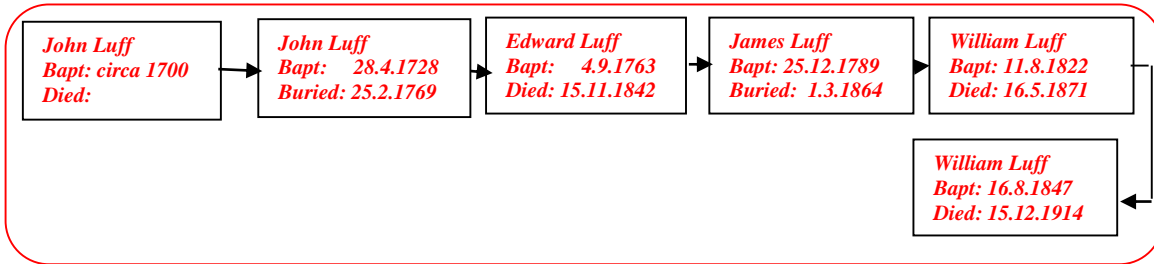 John Luff
Bapt: circa 1700
Died:
John Luff
Bapt: 28.4.1728
Buried: 25.2.1769
Edward Luff
Bapt: 4.9.1763
Died: 15.11.1842
James Luff
Bapt: 25.12.1789
Buried: 1.3.1864
William Luff
Bapt: 11.8.1822
Died: 16.5.1871
William Luff
Bapt: 16.8.1847
Died: 15.12.1914